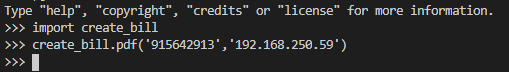 Type "help", "copyright", "credits" or "license" for more information.
>>> import create_bill
>>> create_bill.pdf('915642913','192.168.250.59')
>>>